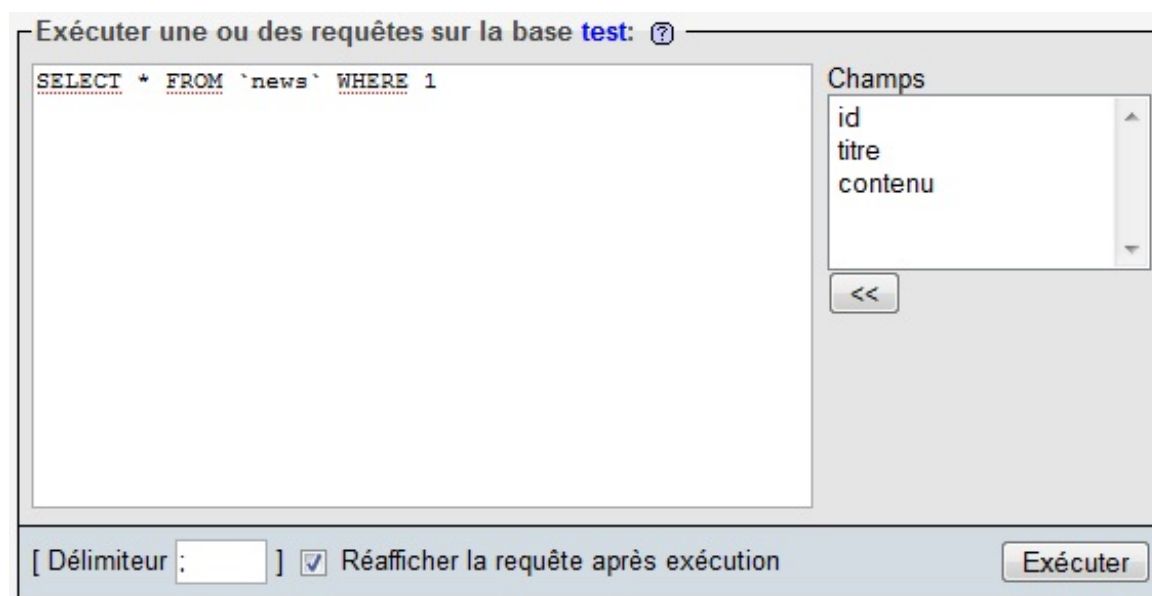 Exécuter une ou des requêtes sur la base test:
SELECT * FROM `news` WHERE 1
Champs
id
titre
contenu
<<
[ Délimiteur ; ] Réafficher la requête après exécution
Exécuter